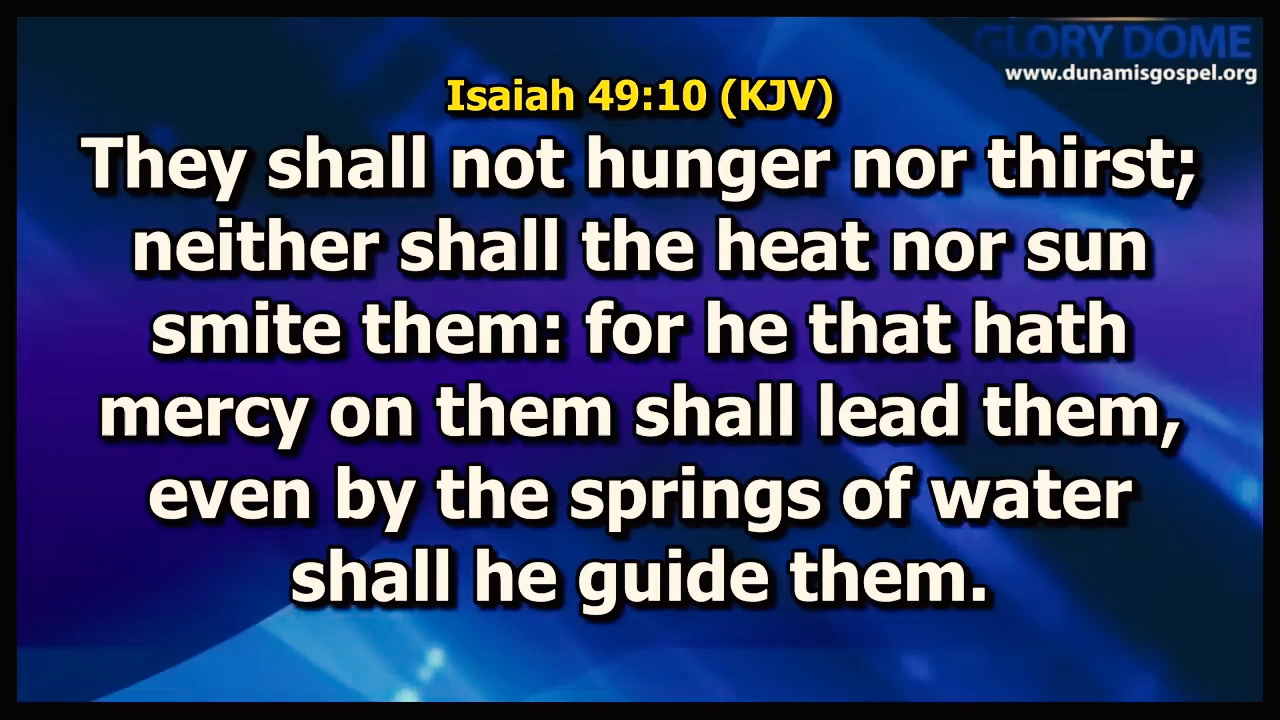 GLORY DOME
www.dunamisgospel.org
Isaiah 49:10 (KJV)
They shall not hunger nor thirst;
neither shall the heat nor sun
smite them: for he that hath
mercy on them shall lead them,
even by the springs of water
shall he guide them.